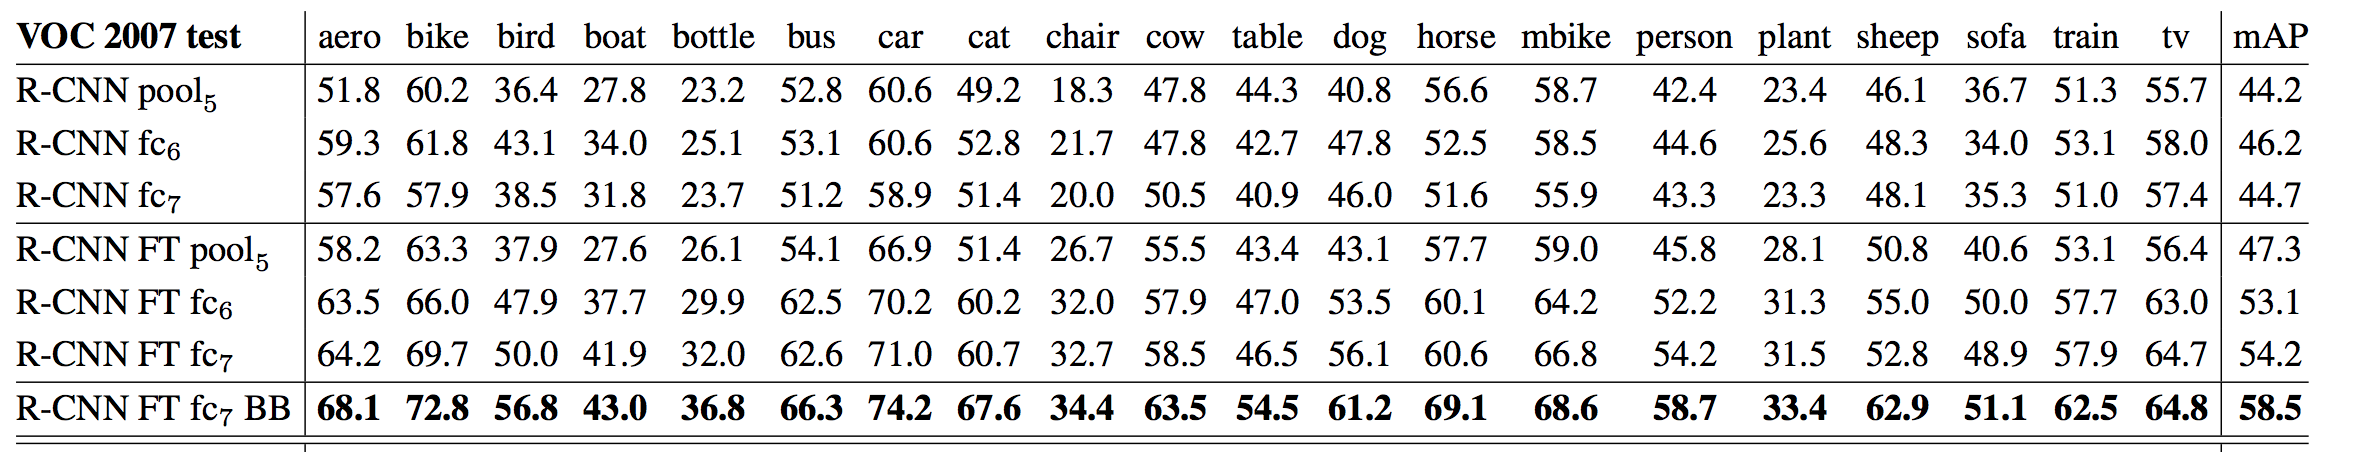 VOC 2007 test aero bike bird boat bottle bus car cat chair cow table dog horse mbike person plant sheep sofa train tv mAP
R-CNN pool5 51.8 60.2 36.4 27.8 23.2 52.8 60.6 49.2 18.3 47.8 44.3 40.8 56.6 58.7 42.4 23.4 46.1 36.7 51.3 55.7 44.2
R-CNN fc6 59.3 61.8 43.1 34.0 25.1 53.1 60.6 52.8 21.7 47.8 42.7 47.8 52.5 58.5 44.6 25.6 48.3 34.0 53.1 58.0 46.2
R-CNN fc7 57.6 57.9 38.5 31.8 23.7 51.2 58.9 51.4 20.0 50.5 40.9 46.0 51.6 55.9 43.3 23.3 48.1 35.3 51.0 57.4 44.7
R-CNN FT pool5 58.2 63.3 37.9 27.6 26.1 54.1 66.9 51.4 26.7 55.5 43.4 43.1 57.7 59.0 45.8 28.1 50.8 40.6 53.1 56.4 47.3
R-CNN FT fc6 63.5 66.0 47.9 37.7 29.9 62.5 70.2 60.2 32.0 57.9 47.0 53.5 60.1 64.2 52.2 31.3 55.0 50.0 57.7 63.0 53.1
R-CNN FT fc7 64.2 69.7 50.0 41.9 32.0 62.6 71.0 60.7 32.7 58.5 46.5 56.1 60.6 66.8 54.2 31.5 52.8 48.9 57.9 64.7 54.2
R-CNN FT fc7 BB 68.1 72.8 56.8 43.0 36.8 66.3 74.2 67.6 34.4 63.5 54.5 61.2 69.1 68.6 58.7 33.4 62.9 51.1 62.5 64.8 58.5